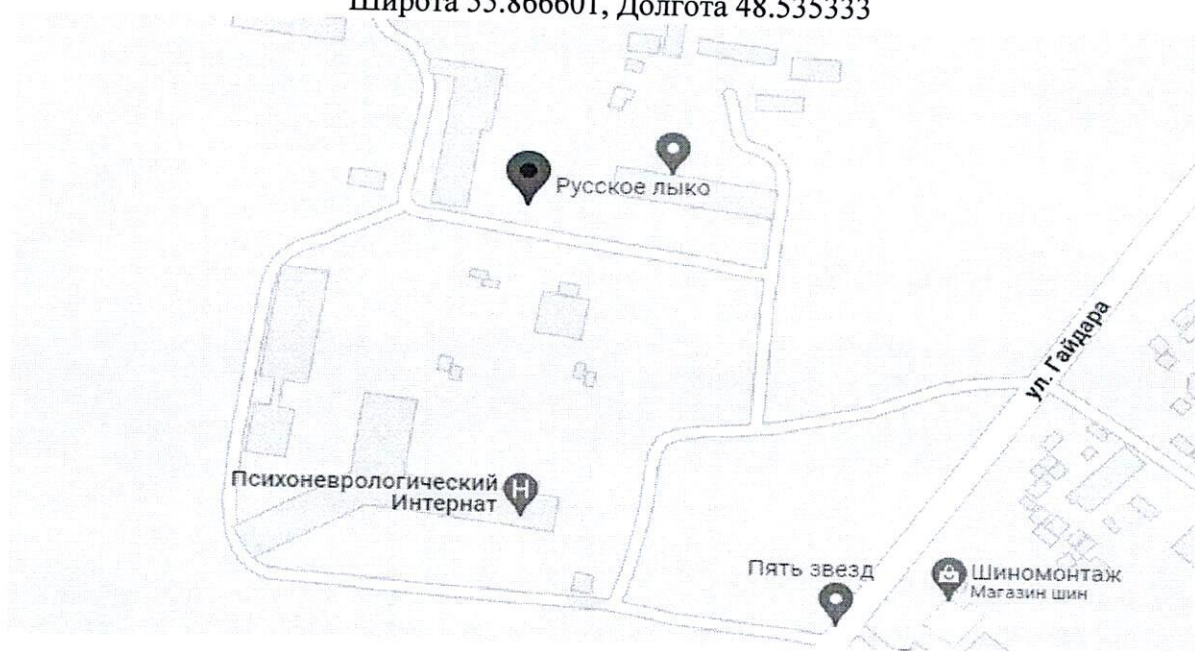 Широта 55.866601, Долгота 48.535333
Русское лыко
ул. Гайдара
Психоневрологический
Интернат
H
Пять звезд
Шиномонтаж
Магазин шин